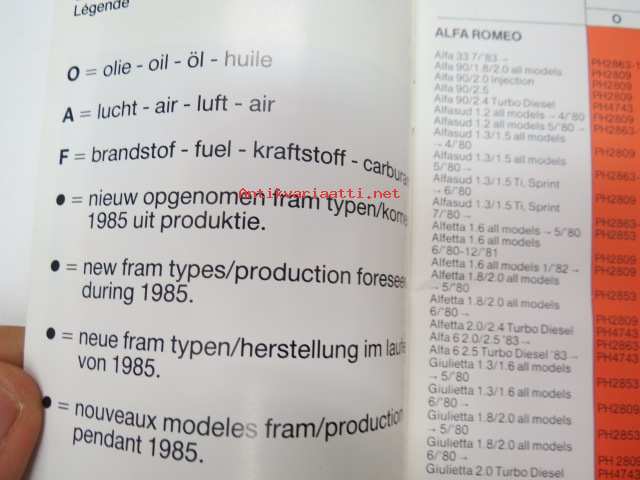 Légende
O = olie - oil - öl - huile
A = lucht - air - luft - air
F = brandstof - fuel - kraftstoff - carbura
• = nieuw opgenomen fram typen/kome
1985 uit produktie.
• = new fram types/production foresee
during 1985.
• = neue fram typen/herstellung im laufe
von 1985.
• = nouveaux modeles fram/production
pendant 1985.
Antikvariaatti.net
O
ALFA ROMEO
Alfa 33 7/'83 →
Alfa 90/1.8/2.0 all models
Alfa 90/2.0 Injection
Alfa 90/2.5
Alfa 90/2.4 Turbo Diesel
Alfasud 1.2 all models → 4/'80
Alfasud 1.2 all models 5/'80 →
Alfasud 1.3/1.5 all models
→ 4/'80
Alfasud 1.3/1.5 all models
5/'80 →
Alfasud 1.3/1.5 Ti, Sprint
→ 6/'80
Alfasud 1.3/1.5 Ti, Sprint
7/'80 →
Alfetta 1.6 all models → 5/'80
Alfetta 1.6 all models
6/'80-12/'81
Alfetta 1.6 all models 1/'82 →
Alfetta 1.8/2.0 all models
→ 5/'80
Alfetta 1.8/2.0 all models
6/'80 →
Alfetta 2.0/2.4 Turbo Diesel
Alfa 6 2.0/2.5 '83 →
Alfa 6 2.5 Turbo Diesel '83 →
Giulietta 1.3/1.6 all models
→ 5/'80
Giulietta 1.3/1.6 all models
6/'80 →
Giulietta 1.8/2.0 all models
→ 5/'80
Giulietta 1.8/2.0 all models
6/'80 →
Giulietta 2.0 Turbo Diesel
PH2863-1
PH2809
PH2809
PH2809
PH4743
PH2809
PH2863-
PH2809
PH2863-
PH2809
PH2863-
PH2853
PH2809
PH2809
PH2853
PH2809
PH4743
PH2863
PH4743
PH2853
PH2809
PH2853
PH2809
PH4743